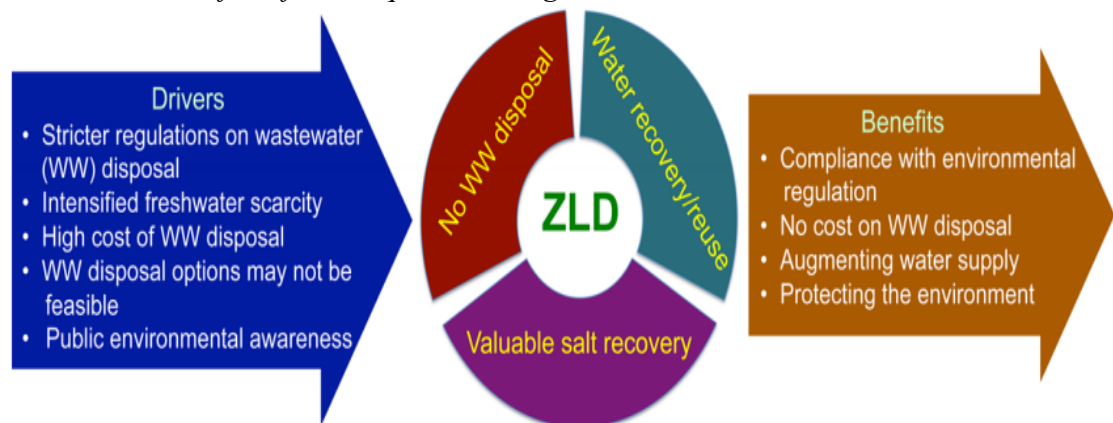 Drivers
• Stricter regulations on wastewater
(WW) disposal
• Intensified freshwater scarcity
• High cost of WW disposal
• WW disposal options may not be
feasible
• Public environmental awareness
No WW disposal
Water recovery/reuse
ZLD
Valuable salt recovery
Benefits
• Compliance with environmental
regulation
• No cost on WW disposal
• Augmenting water supply
• Protecting the environment